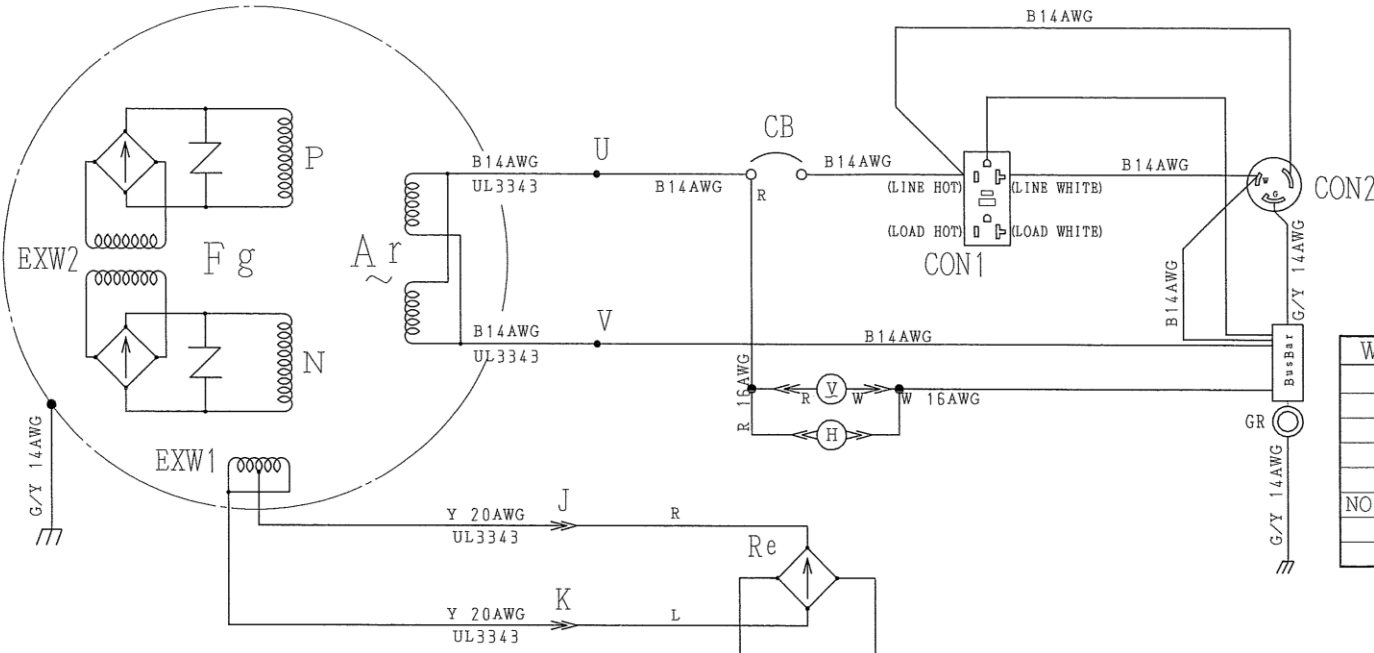 B14AWG
CB
P
B14AWG
UL3343
U
B14AWG
R
B14AWG
(LINE HOT)
(LINE WHITE)
B14AWG
W
G
CON2
EXW2
Fg
Ar
~
(LOAD HOT)
(LOAD WHITE)
CON1
B14AWG
G/Y 14AWG
N
B14AWG
UL3343
V
B14AWG
BusBar
W
R 16AWG
R
V
W
W 16AWG
H
GR
G/Y 14AWG
G/Y 14AWG
EXW1
NO
Y 20AWG
UL3343
J
R
Re
Y 20AWG
UL3343
K
L